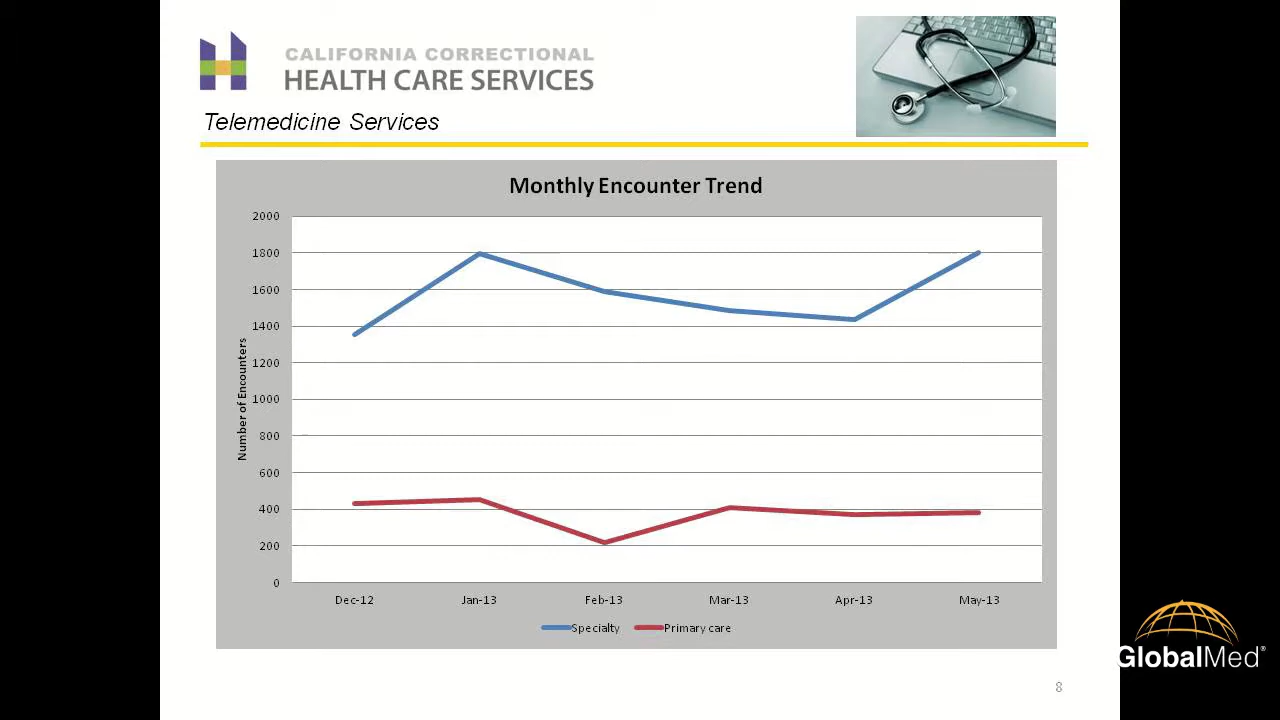 CALIFORNIA CORRECTIONAL
HEALTH CARE SERVICES
Telemedicine Services
Monthly Encounter Trend
Number of Encounters
2000
1800
1600
1400
1200
1000
800
600
400
200
0
Dec-12 Jan-13 Feb-13 Mar-13 Apr-13 May-13
Specialty Primary care
8
GlobalMed®